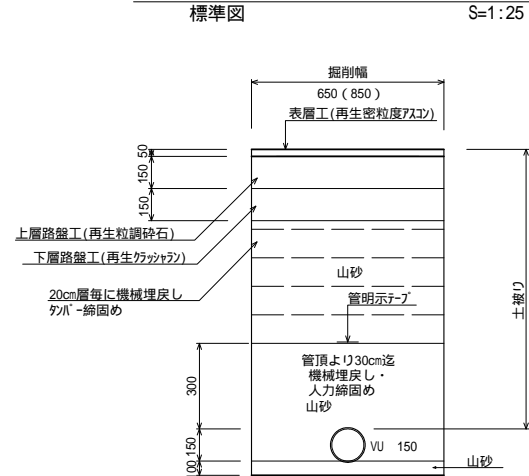 標準図
S=1:25
掘削幅
650（850）
表層工(再生密粒度アスコン)
50
150
150
上層路盤工(再生粒調砕石)
下層路盤工(再生クラッシャラン)
20cm層毎に機械埋戻し
タンパー締固め
山砂
管明示テープ
土被り
管頂より30cm迄
機械埋戻し・
人力締固め
山砂
300
150
VU 150
山砂